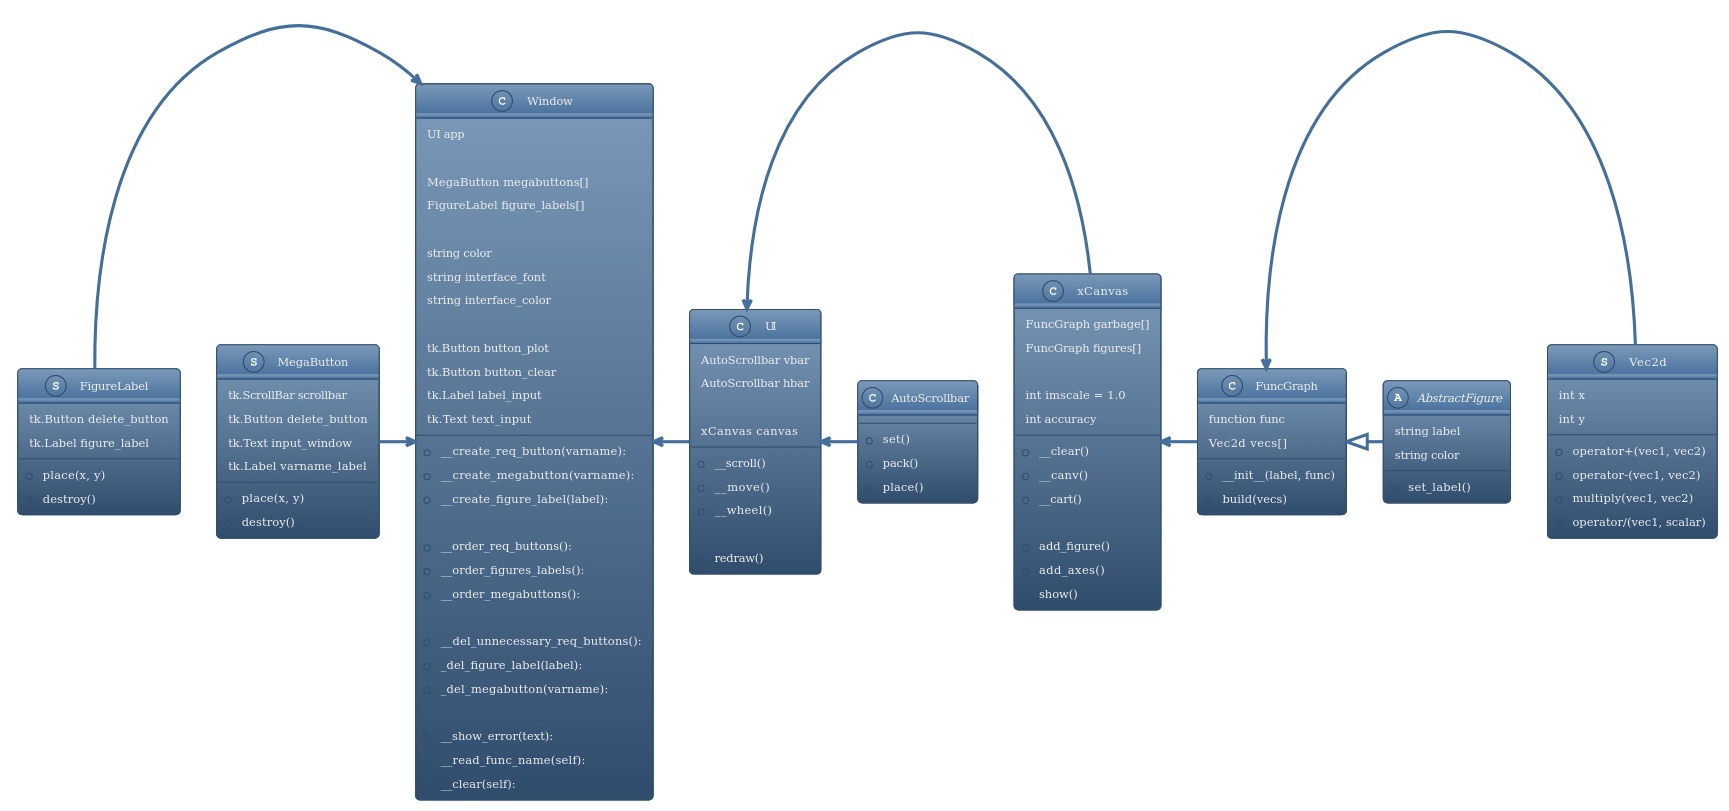 S FigureLabel
tk.Button delete_button
tk.Label figure_label
place(x, y)
destroy()
S MegaButton
tk.ScrollBar scrollbar
tk.Button delete_button
tk.Text input_window
tk.Label varname_label
place(x, y)
destroy()
C Window
UI app
MegaButton megabuttons[]
FigureLabel figure_labels[]
string color
string interface_font
string interface_color
tk.Button button_plot
tk.Button button_clear
tk.Label label_input
tk.Text text_input
__create_req_button(varname):
__create_megabutton(varname):
__create_figure_label(label):
__order_req_buttons():
__order_figures_labels():
__order_megabuttons():
__del_unnecessary_req_buttons():
_del_figure_label(label):
_del_megabutton(varname):
__show_error(text):
__read_func_name(self):
__clear(self):
C UI
AutoScrollbar vbar
AutoScrollbar hbar
xCanvas canvas
__scroll()
__move()
__wheel()
redraw()
C AutoScrollbar
set()
pack()
place()
C xCanvas
FuncGraph garbage[]
FuncGraph figures[]
int imscale = 1.0
int accuracy
__clear()
__canv()
__cart()
add_figure()
add_axes()
show()
C FuncGraph
function func
Vec2d vecs[]
__init__(label, func)
build(vecs)
A AbstractFigure
string label
string color
set_label()
S Vec2d
int x
int y
operator+(vec1, vec2)
operator-(vec1, vec2)
multiply(vec1, vec2)
operator/(vec1, scalar)